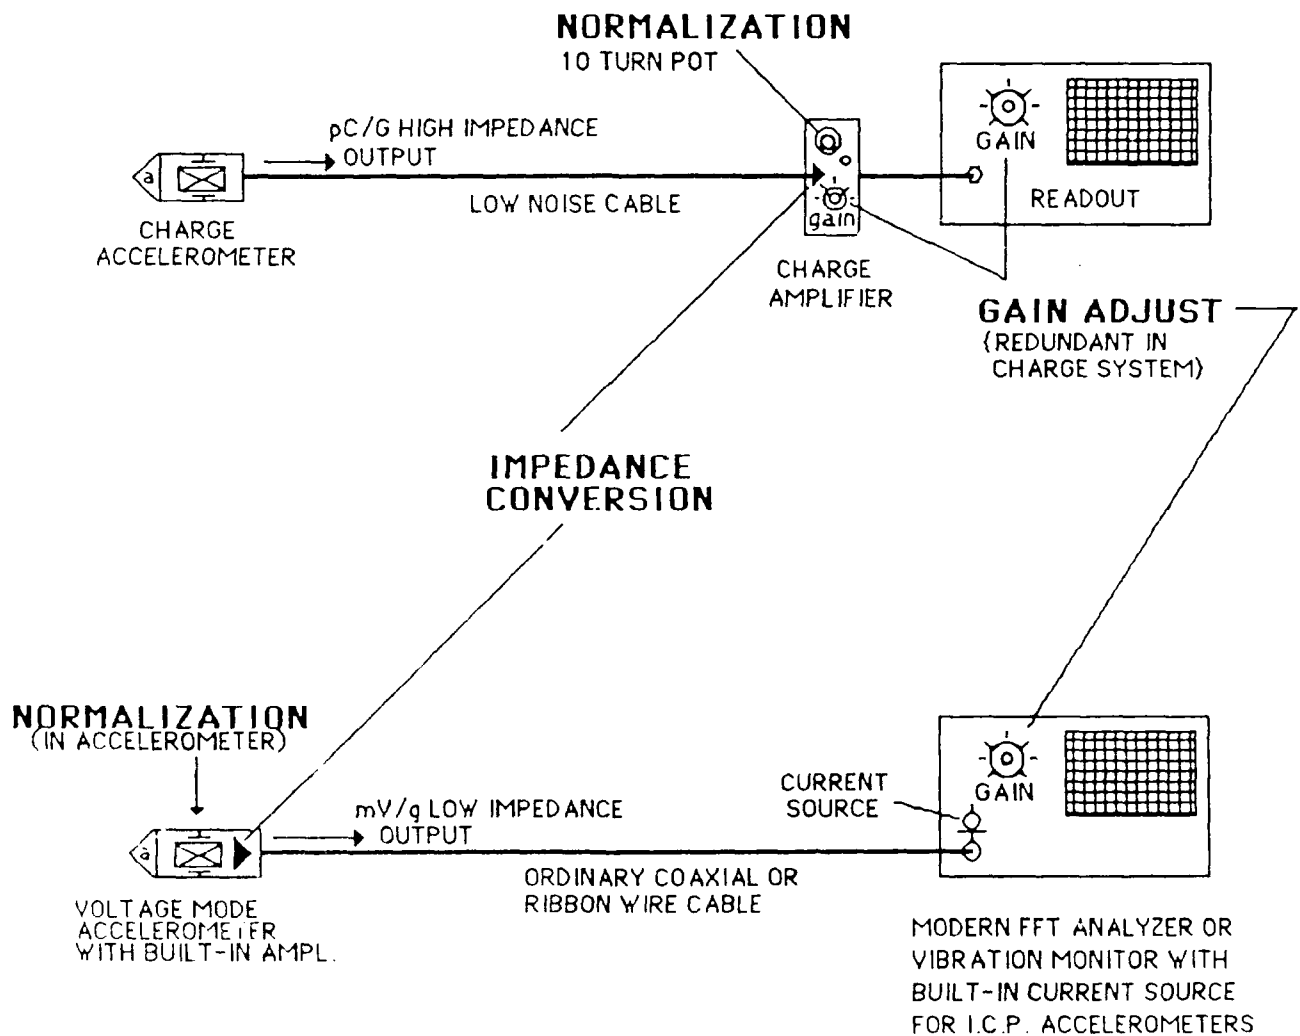 NORMALIZATION
10 TURN POT
pC/G HIGH IMPEDANCE
OUTPUT
GAIN
a
LOW NOISE CABLE
gain
READOUT
CHARGE
ACCELEROMETER
CHARGE
AMPLIFIER
GAIN ADJUST
(REDUNDANT IN
CHARGE SYSTEM)
IMPEDANCE
CONVERSION
NORMALIZATION
(IN ACCELEROMETER)
mV/g LOW IMPEDANCE
OUTPUT
CURRENT
SOURCE
GAIN
a
ORDINARY COAXIAL OR
RIBBON WIRE CABLE
VOLTAGE MODE
ACCELEROMETER
WITH BUILT-IN AMPL.
MODERN FFT ANALYZER OR
VIBRATION MONITOR WITH
BUILT-IN CURRENT SOURCE
FOR I.C.P. ACCELEROMETERS